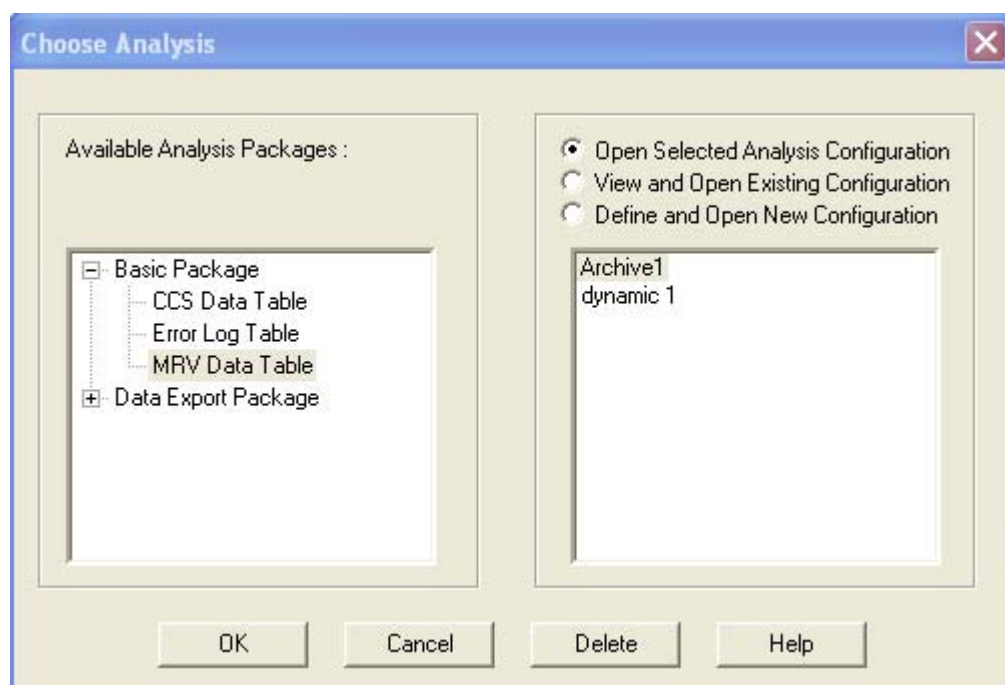 Choose Analysis
Available Analysis Packages :
Basic Package
CCS Data Table
Error Log Table
MRV Data Table
Data Export Package
Open Selected Analysis Configuration
View and Open Existing Configuration
Define and Open New Configuration
Archive1
dynamic 1
OK
Cancel
Delete
Help